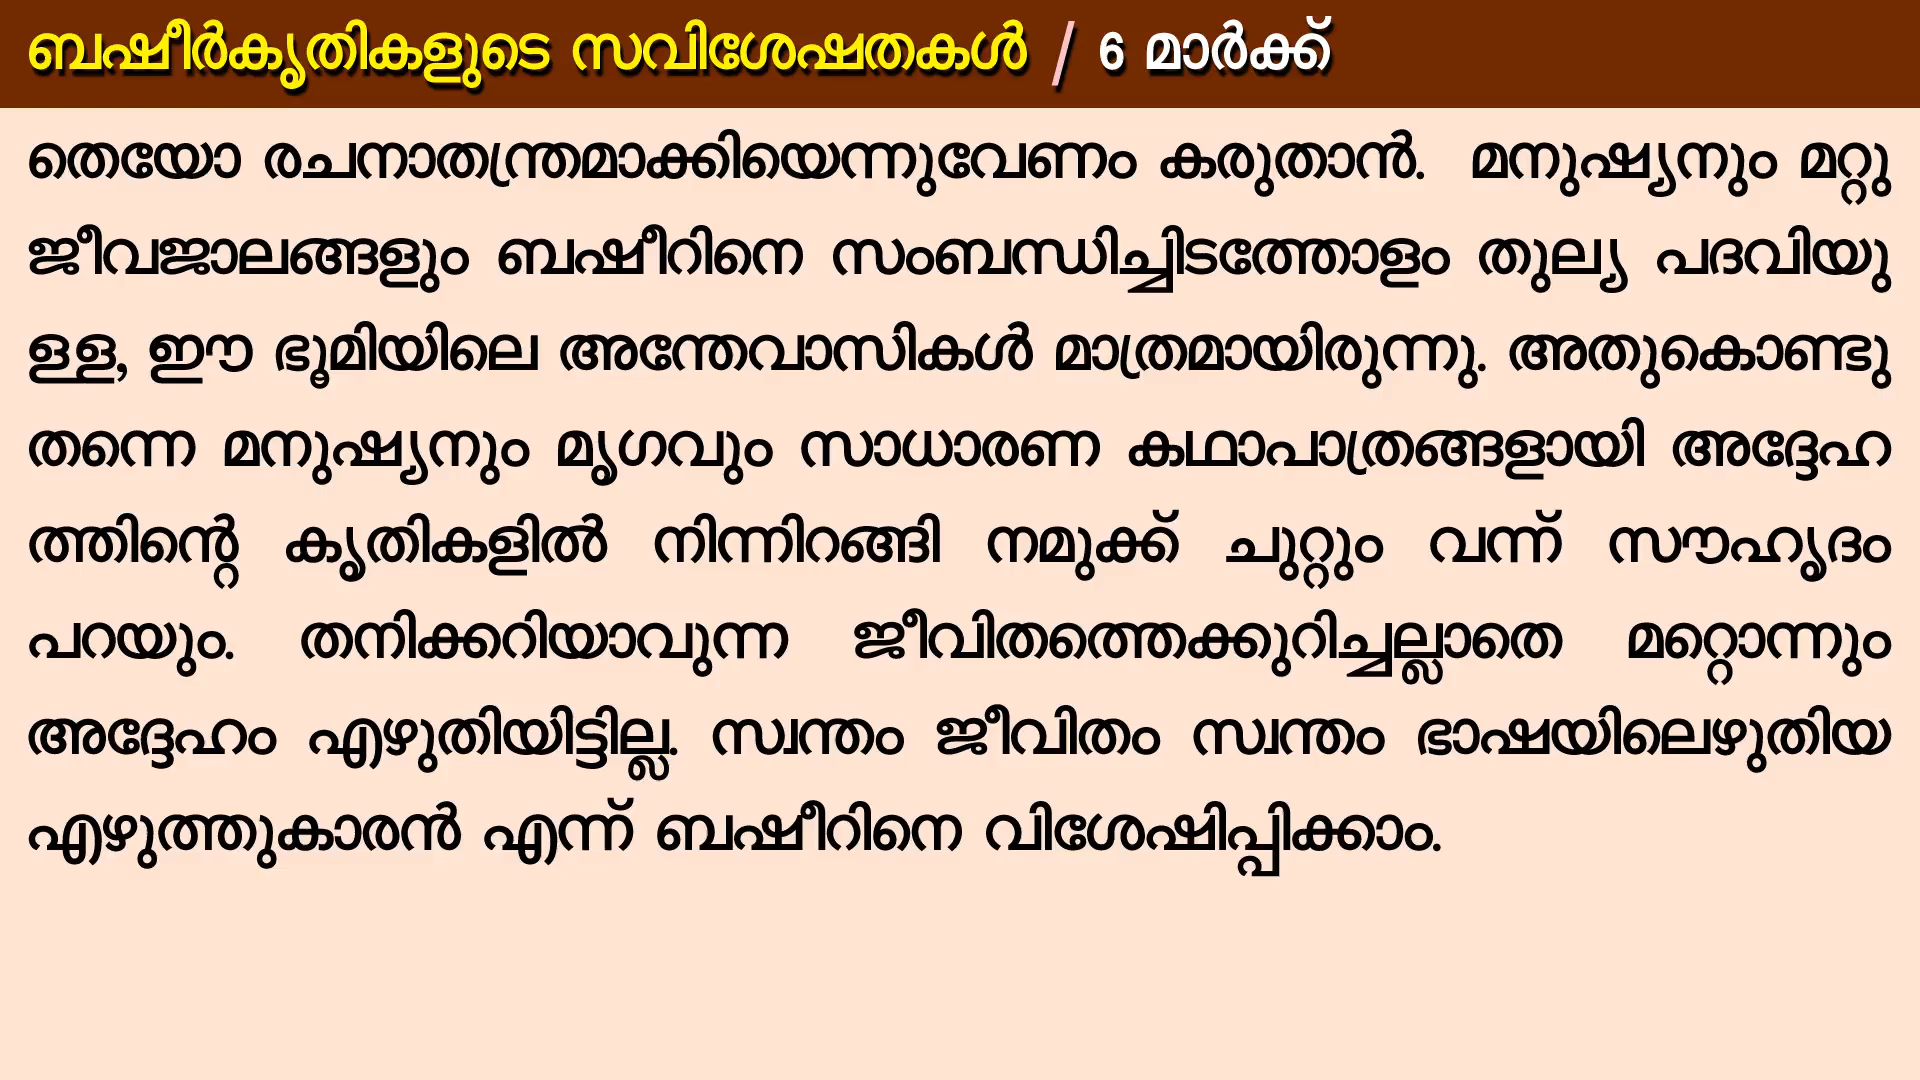 ബഷീർകൃതികളുടെ സവിശേഷതകൾ / 6 മാർക്ക്
തെയോ രചനാതന്ത്രമാക്കിയെന്നുവേണം കരുതാൻ. മനുഷ്യനും മറ്റു
ജീവജാലങ്ങളും ബഷീറിനെ സംബന്ധിച്ചിടത്തോളം തുല്യ പദവിയു
ള്ള, ഈ ഭൂമിയിലെ അന്തേവാസികൾ മാത്രമായിരുന്നു. അതുകൊണ്ടു
തന്നെ മനുഷ്യനും മൃഗവും സാധാരണ കഥാപാത്രങ്ങളായി അദ്ദേഹ
ത്തിന്റെ കൃതികളിൽ നിന്നിറങ്ങി നമുക്ക് ചുറ്റും വന്ന് സൗഹൃദം
പറയും. തനിക്കറിയാവുന്ന ജീവിതത്തെക്കുറിച്ചല്ലാതെ മറ്റൊന്നും
അദ്ദേഹം എഴുതിയിട്ടില്ല. സ്വന്തം ജീവിതം സ്വന്തം ഭാഷയിലെഴുതിയ
എഴുത്തുകാരൻ എന്ന് ബഷീറിനെ വിശേഷിപ്പിക്കാം.